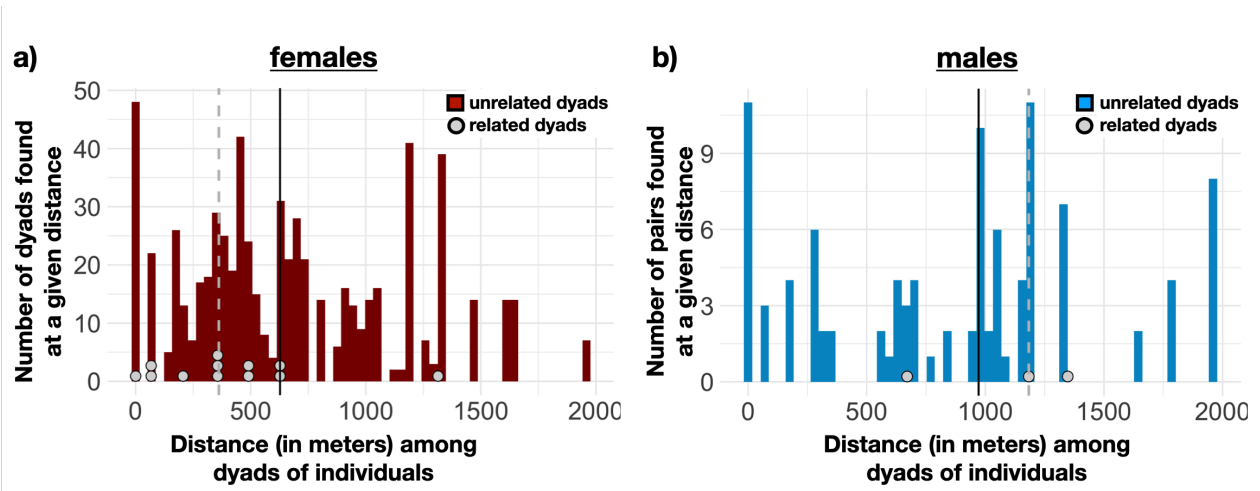 a)
females
Number of dyads found
at a given distance
50
40
30
20
10
0
unrelated dyads
related dyads
0
500
1000
1500
2000
Distance (in meters) among
dyads of individuals
b)
males
Number of pairs found
at a given distance
9
6
3
0
unrelated dyads
related dyads
0
500
1000
1500
2000
Distance (in meters) among
dyads of individuals